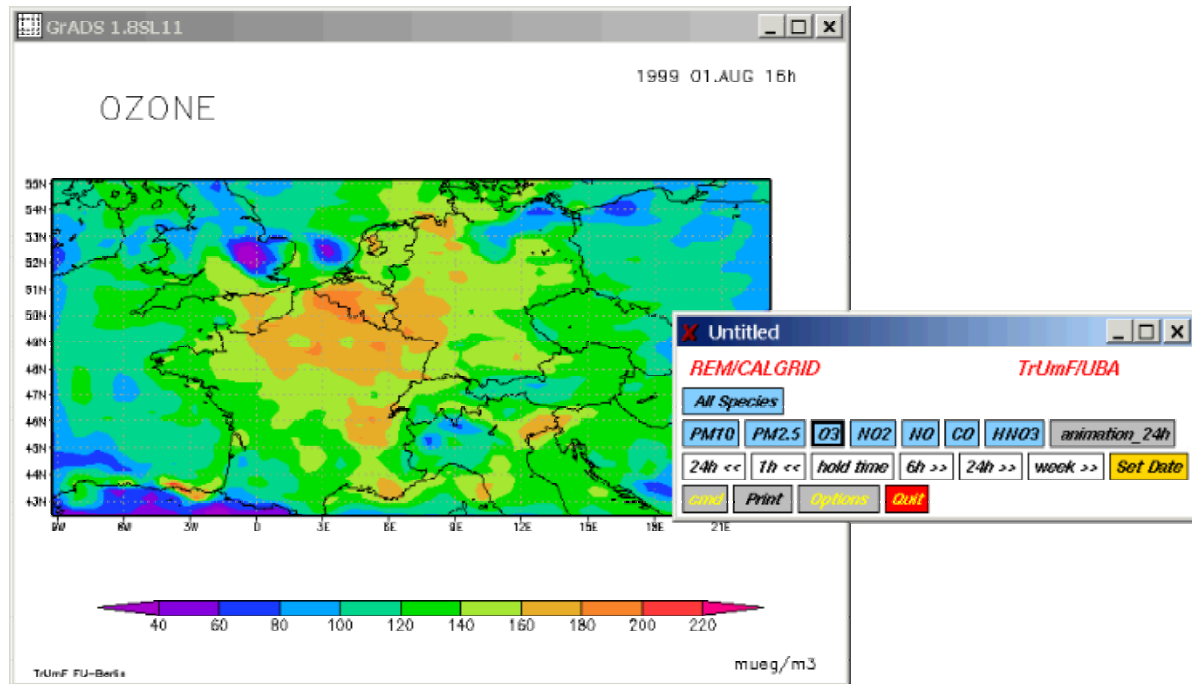 GrADS 1.8SL11
1999 01.AUG 16h
OZONE
55N
54N
53N
52N
51N
50N
49N
48N
47N
46N
45N
44N
43N
9W 6W 3W 0 3E 6E 9E 12E 15E 18E 21E
40 60 80 100 120 140 160 180 200 220
mueg/m3
TrUmF FU-Berlin
Untitled
REM/CALGRID TrUmF/UBA
All Species
PM10 PM2.5 O3 NO2 NO CO HNO3 animation_24h
24h << 1h << hold time 6h >> 24h >> week >> Set Date
cmd Print Options Quit